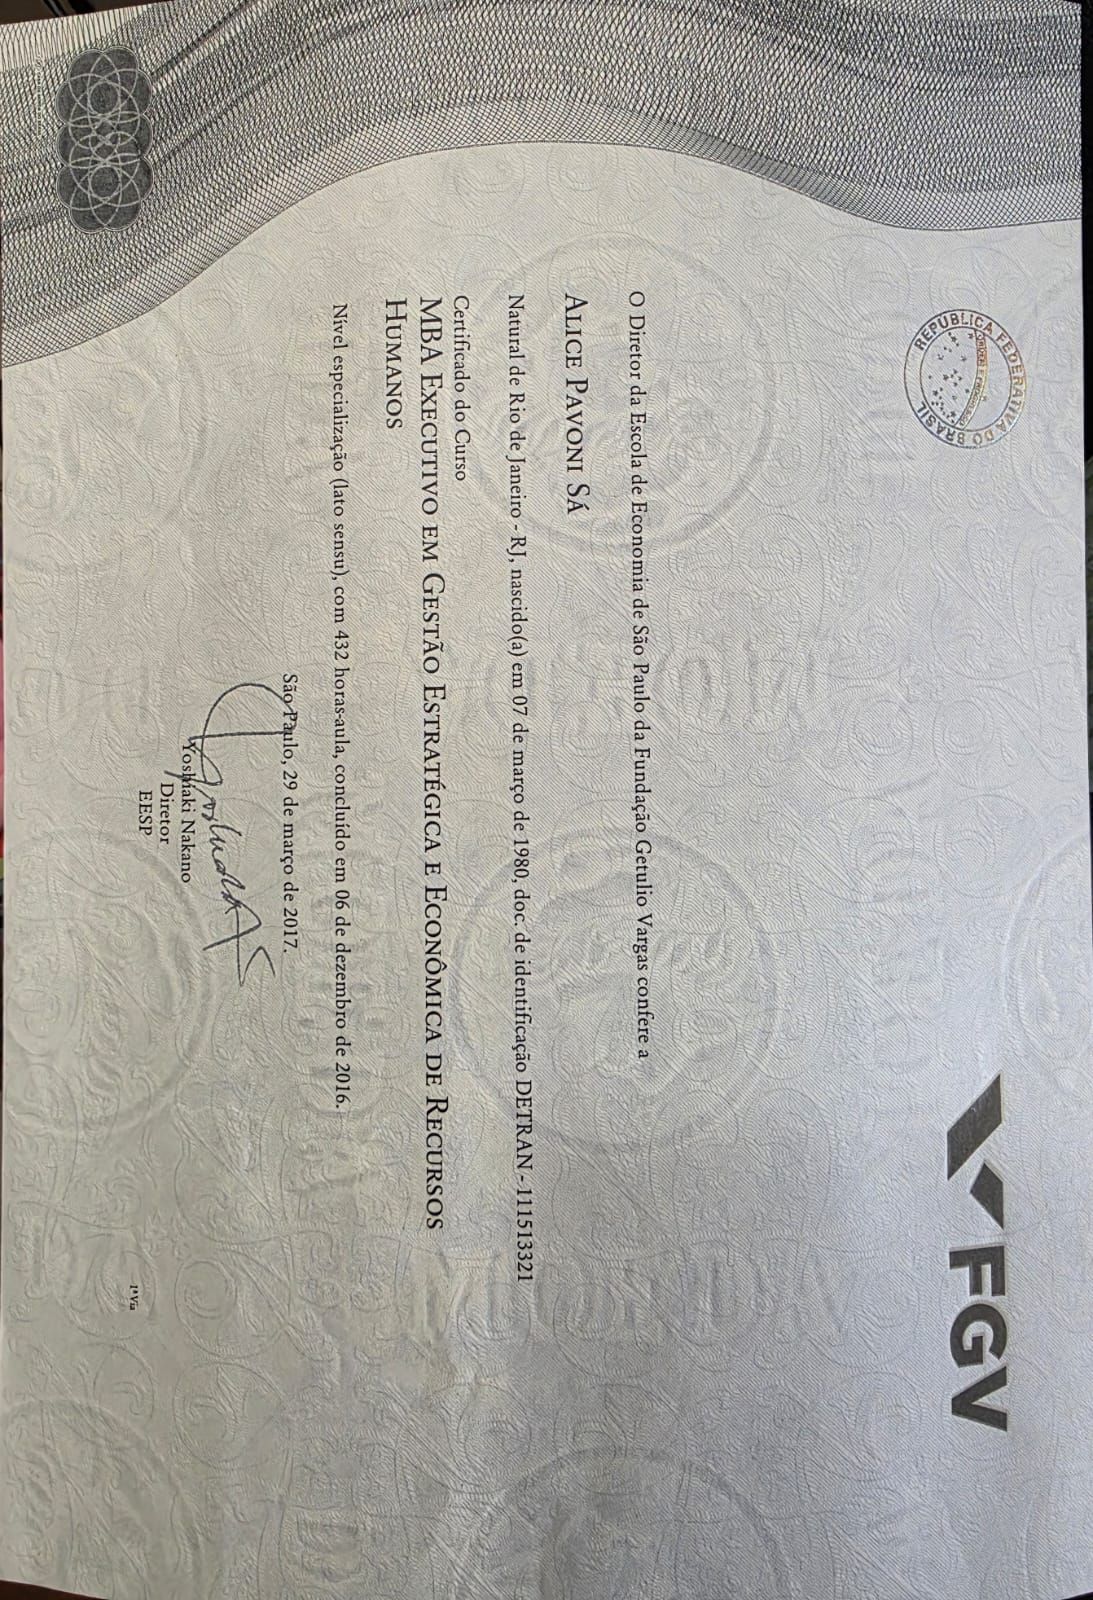 REPÚBLICA FEDERATIVA DO BRASIL
ORDEM E PROGRESSO
FGV
O Diretor da Escola de Economia de São Paulo da Fundação Getulio Vargas confere a
ALICE PAVONI SÁ
Natural de Rio de Janeiro - RJ, nascido(a) em 07 de março de 1980, doc. de identificação DETRAN - 111513321
Certificado do Curso
MBA EXECUTIVO EM GESTÃO ESTRATÉGICA E ECONÔMICA DE RECURSOS
HUMANOS
Nível especialização (lato sensu), com 432 horas-aula, concluído em 06 de dezembro de 2016.
São Paulo, 29 de março de 2017.
Yoshiaki Nakano
Diretor
EESP
1ª Via